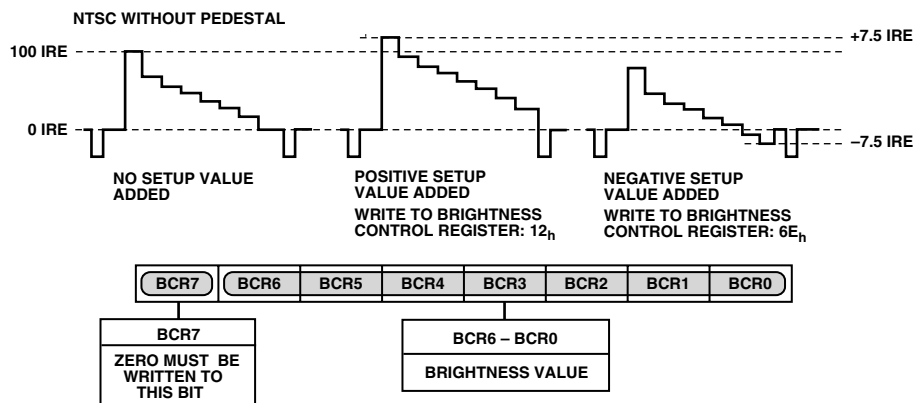 NTSC WITHOUT PEDESTAL
100 IRE
0 IRE
+7.5 IRE
–7.5 IRE
NO SETUP VALUE
ADDED
POSITIVE SETUP
VALUE ADDED
WRITE TO BRIGHTNESS
CONTROL REGISTER: 12h
NEGATIVE SETUP
VALUE ADDED
WRITE TO BRIGHTNESS
CONTROL REGISTER: 6Eh
BCR7 BCR6 BCR5 BCR4 BCR3 BCR2 BCR1 BCR0
BCR7
ZERO MUST BE
WRITTEN TO
THIS BIT
BCR6 – BCR0
BRIGHTNESS VALUE